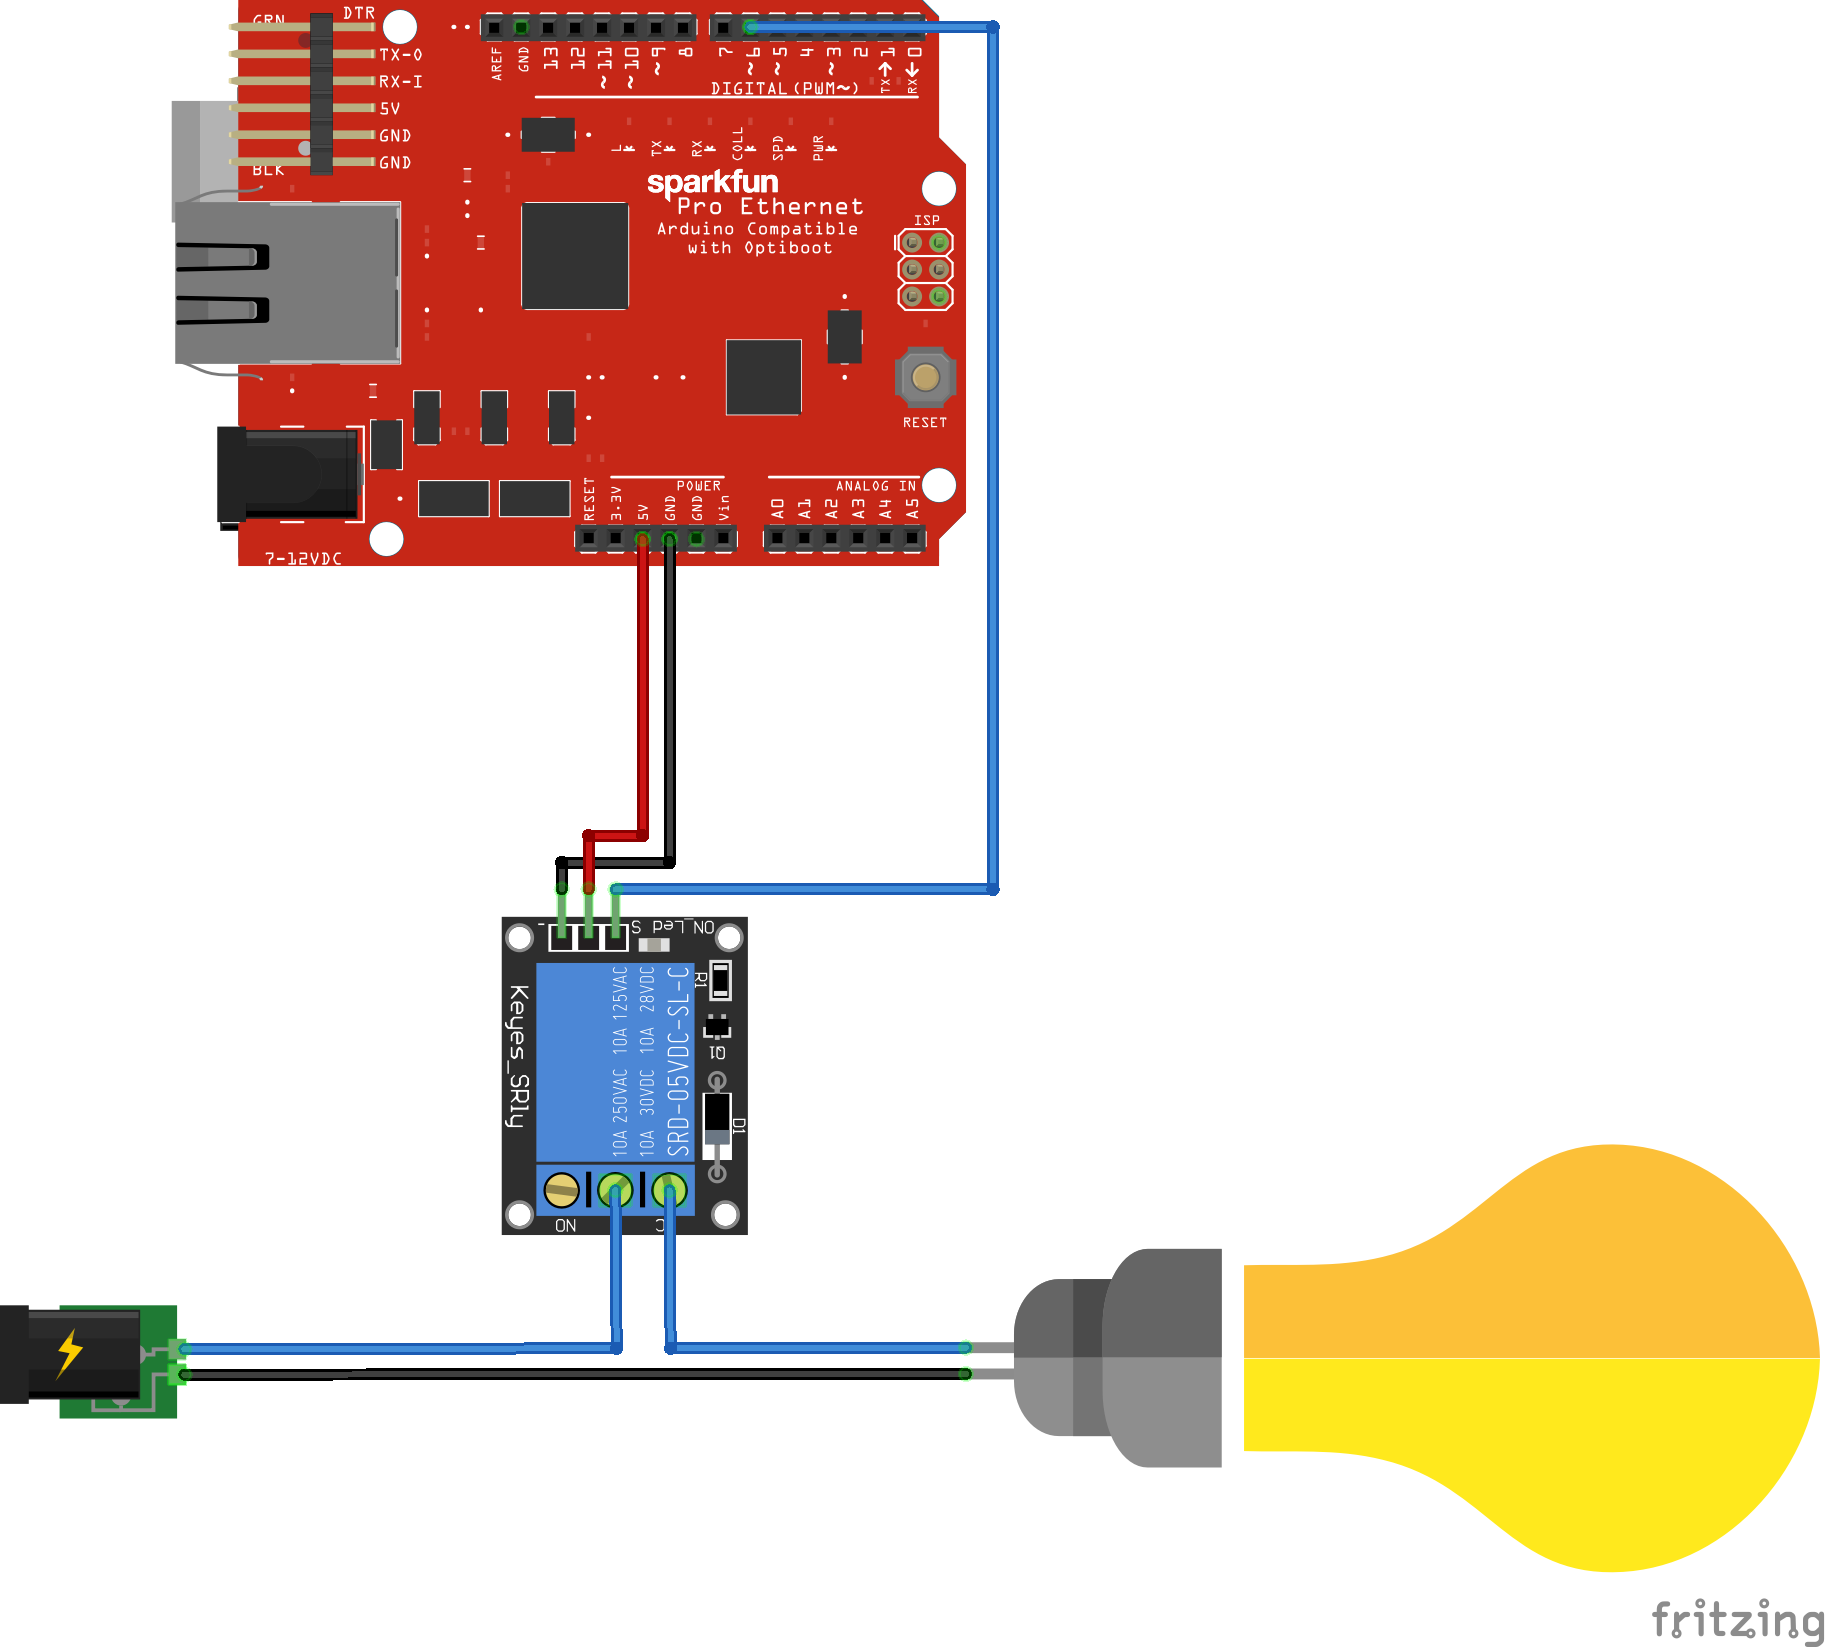 GRN
DTR
TX-0
RX-I
5V
GND
GND
BLK
AREF
GND
13
12
~11
~10
~9
8
7
~6
~5
4
~3
2
TX→1
RX←0
DIGITAL (PWM~)
L
TX
RX
COLL
SPD
PWR
sparkfun
Pro Ethernet
Arduino Compatible
with Optiboot
ISP
RESET
7-12VDC
POWER
RESET
3.3V
5V
GND
GND
Vin
ANALOG IN
A0
A1
A2
A3
A4
A5
-
S
ON_Led
Keyes_SRly
10A 250VAC 10A 125VAC
10A 30VDC 10A 28VDC
SRD-05VDC-SL-C
R1
Q1
D1
NO
C
fritzing